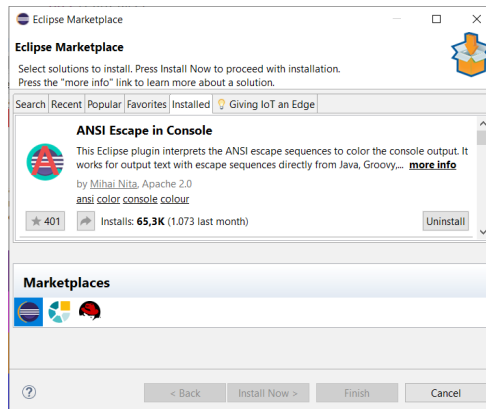 Eclipse Marketplace
Eclipse Marketplace
Select solutions to install. Press Install Now to proceed with installation.
Press the "more info" link to learn more about a solution.
Search Recent Popular Favorites Installed Giving IoT an Edge
ANSI Escape in Console
This Eclipse plugin interprets the ANSI escape sequences to color the console output. It
works for output text with escape sequences directly from Java, Groovy,... more info
by Mihai Nita, Apache 2.0
ansi color console colour
401 Installs: 65,3K (1.073 last month) Uninstall
Marketplaces
? < Back Install Now > Finish Cancel